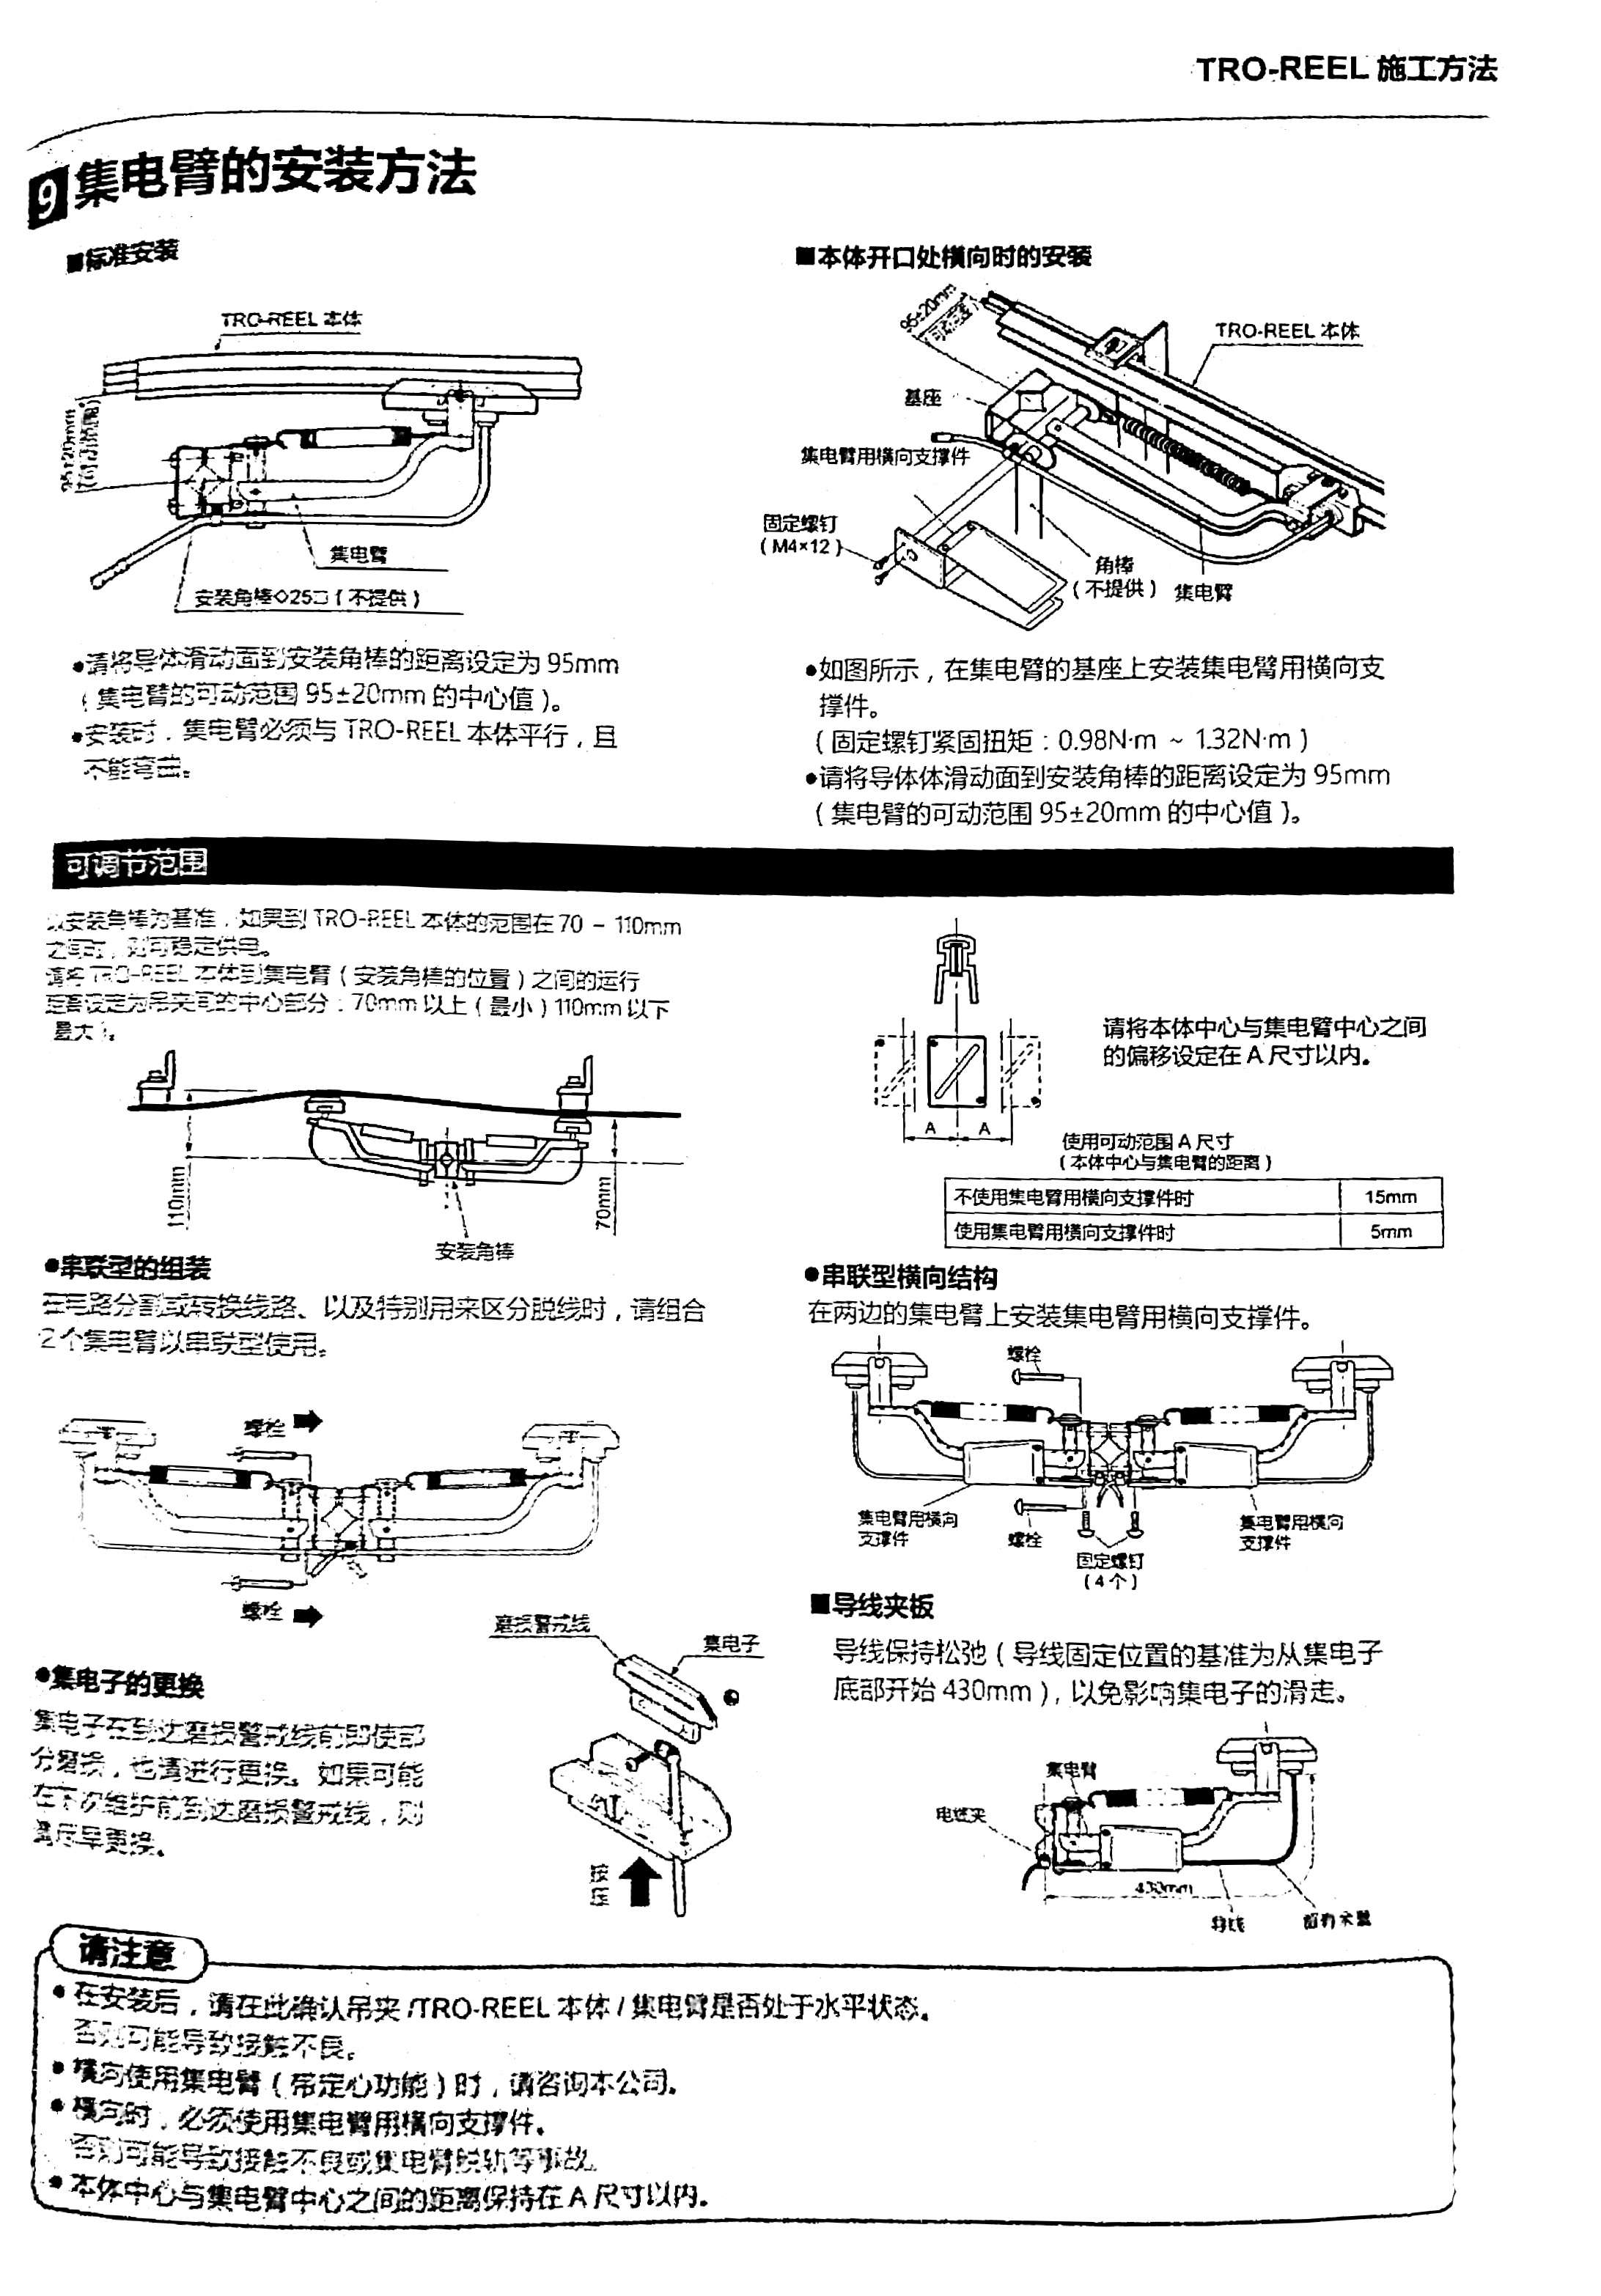 TRO-REEL 施工方法
9 集电臂的安装方法
■标准安装
TRO-REEL 本体
95±20mm
(可动范围)
集电臂
安装角棒◇25□(不提供)
●请将导体滑动面到安装角棒的距离设定为 95mm
(集电臂的可动范围 95±20mm 的中心值)。
●安装时,集电臂必须与 TRO-REEL 本体平行,且
不能弯曲。
■本体开口处横向时的安装
95±20mm
(可动范围)
TRO-REEL 本体
基座
集电臂用横向支撑件
固定螺钉
(M4×12)
角棒
(不提供)
集电臂
●如图所示,在集电臂的基座上安装集电臂用横向支
撑件。
(固定螺钉紧固扭矩:0.98N·m ~ 1.32N·m)
●请将导体体滑动面到安装角棒的距离设定为 95mm
(集电臂的可动范围 95±20mm 的中心值)。
可调节范围
以安装角棒为基准,如果到 TRO-REEL 本体的范围在 70 – 110mm
之间时,则可稳定供电。
请将 TRO-REEL 本体到集电臂(安装角棒的位置)之间的运行
距离设定为吊夹间的中心部分:70mm 以上(最小)110mm 以下
最大)。
110mm
70mm
安装角棒
请将本体中心与集电臂中心之间
的偏移设定在 A 尺寸以内。
A A
使用可动范围 A 尺寸
(本体中心与集电臂的距离)
不使用集电臂用横向支撑件时 15mm
使用集电臂用横向支撑件时 5mm
●串联型的组装
在电路分割或转换线路、以及特别用来区分脱线时,请组合
2 个集电臂以串联型使用。
螺栓
螺栓
●串联型横向结构
在两边的集电臂上安装集电臂用横向支撑件。
螺栓
集电臂用横向
支撑件
螺栓
固定螺钉
(4个)
集电臂用横向
支撑件
●集电子的更换
集电子在到达磨损警戒线前即使部
分磨损,也请进行更换。如果可能
在下次维护前到达磨损警戒线,则
请尽早更换。
磨损警戒线
集电子
按
压
■导线夹板
导线保持松弛(导线固定位置的基准为从集电子
底部开始 430mm),以免影响集电子的滑走。
集电臂
电缆夹
430mm
导线
请注意
● 在安装后,请在此确认吊夹 /TRO-REEL 本体 / 集电臂是否处于水平状态。
否则可能导致接触不良。
● 横向使用集电臂(带定心功能)时,请咨询本公司。
● 横向时,必须使用集电臂用横向支撑件。
否则可能导致接触不良或集电臂脱轨等事故。
● 本体中心与集电臂中心之间的距离保持在 A 尺寸以内。